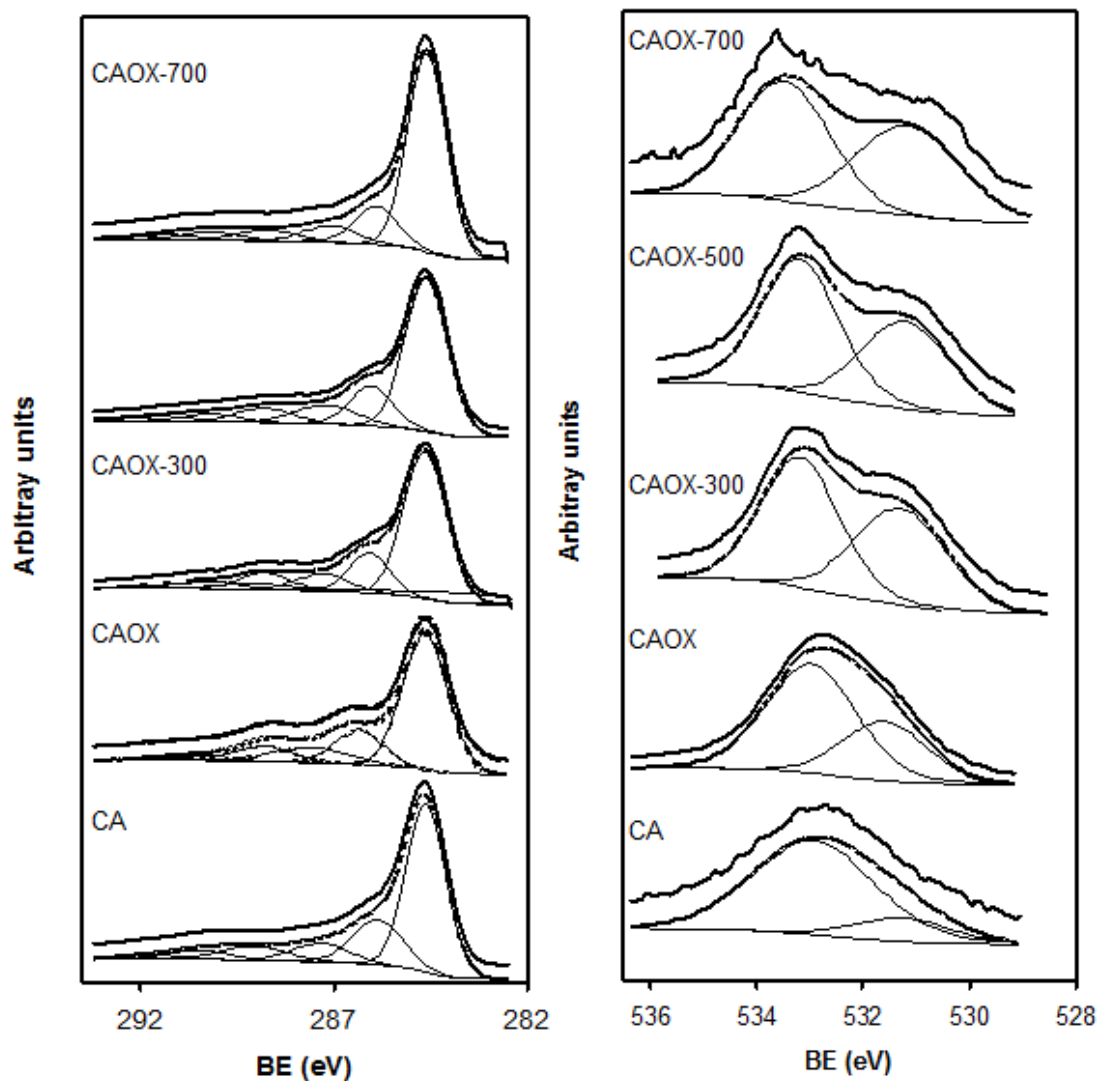 CAOX-700
CAOX-300
CAOX
CA
Arbitray units
292
287
282
BE (eV)
CAOX-700
CAOX-500
CAOX-300
CAOX
CA
Arbitray units
536
534
532
530
528
BE (eV)